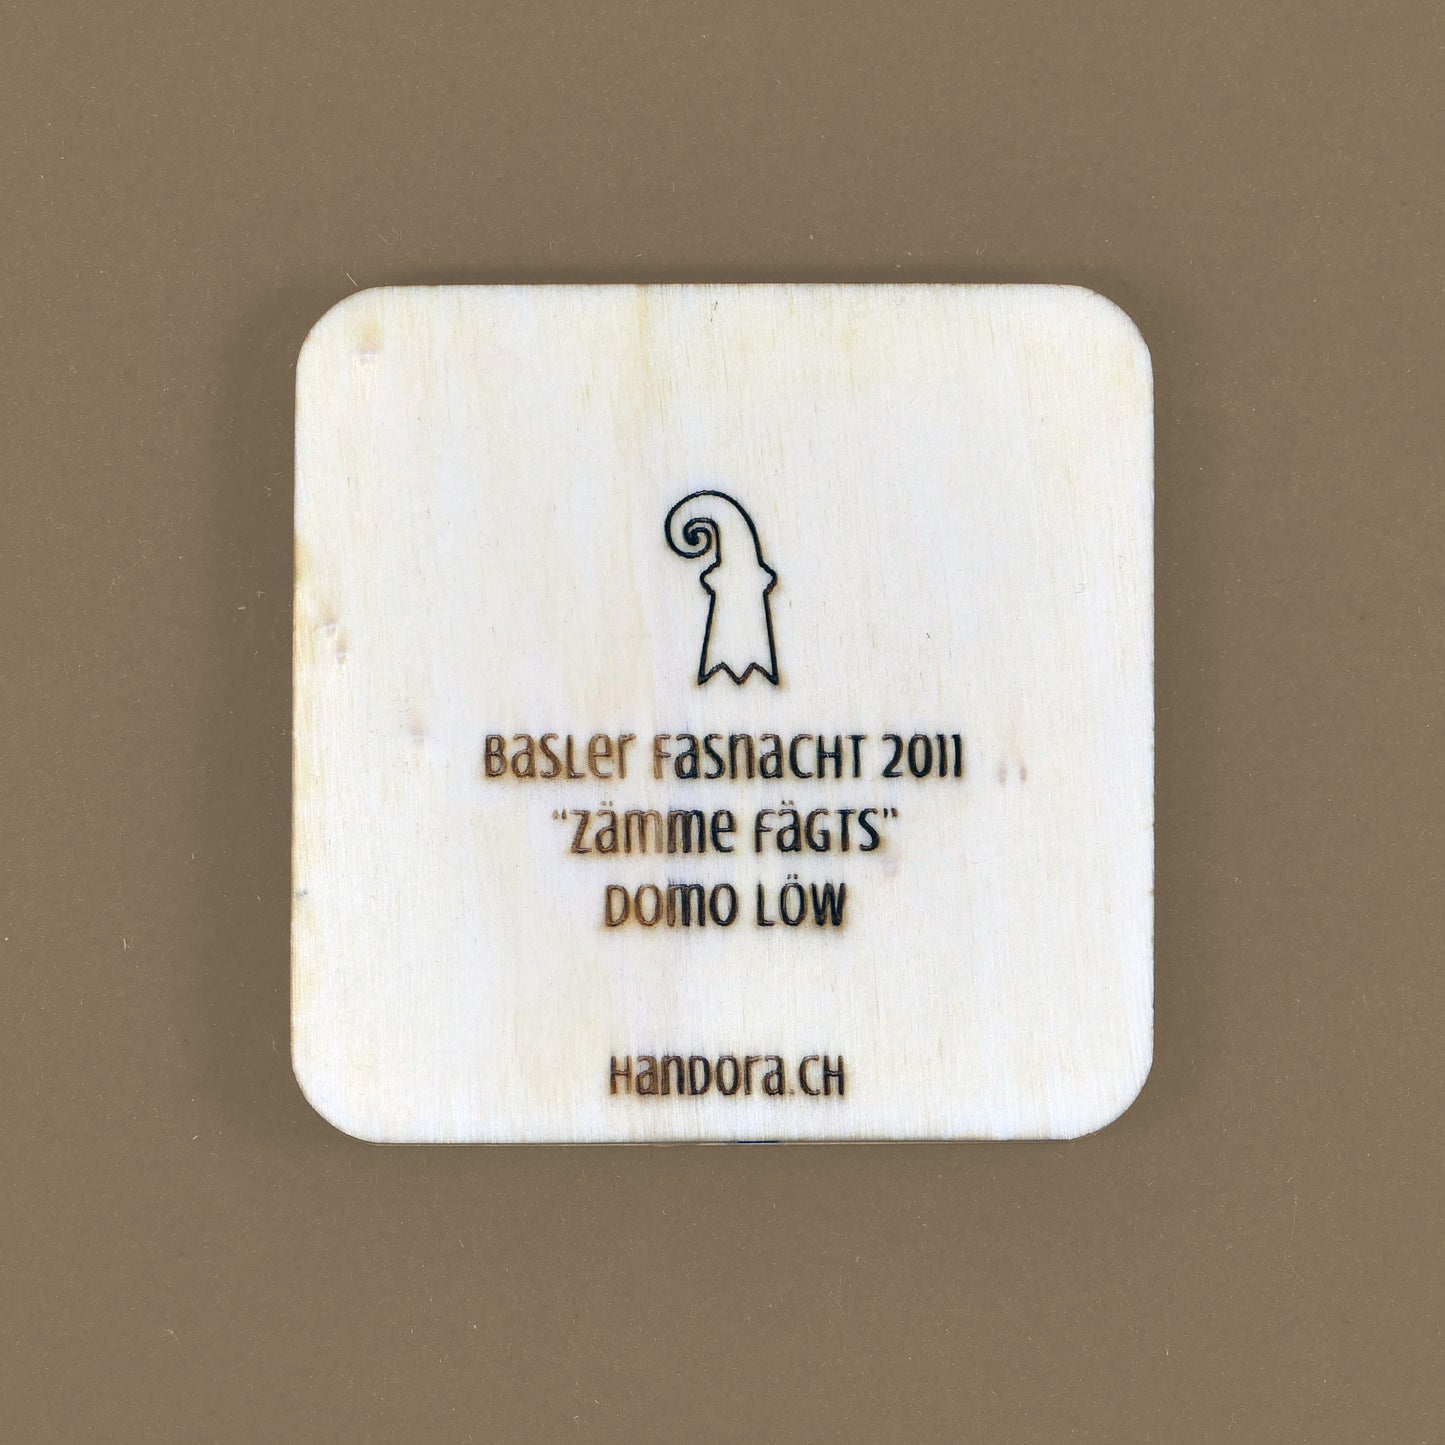 Basler Fasnacht 2011
“Zämme fägts”
Domo Löw
Handora.ch